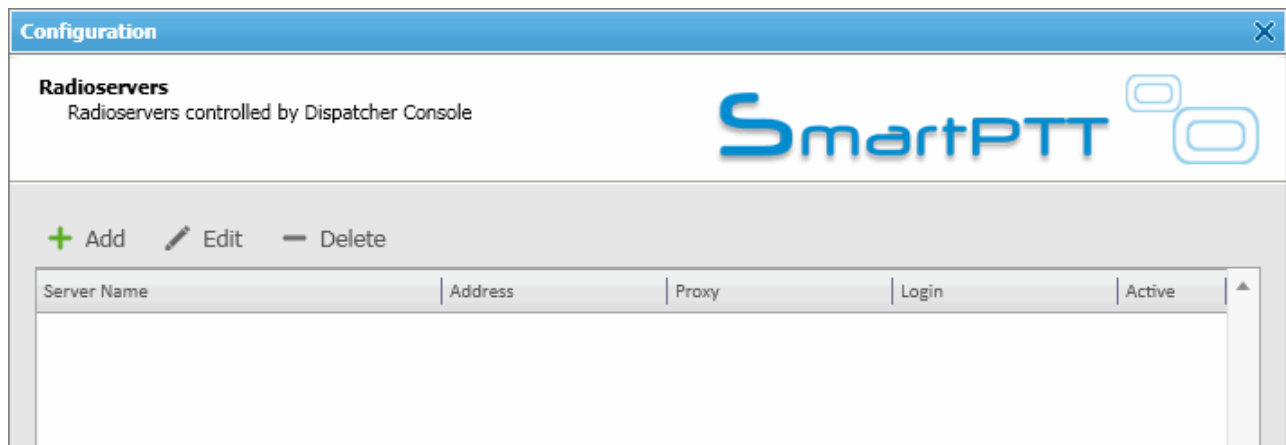 Configuration
Radioservers
Radioservers controlled by Dispatcher Console
SmartPTT
Add Edit Delete
Server Name Address Proxy Login Active